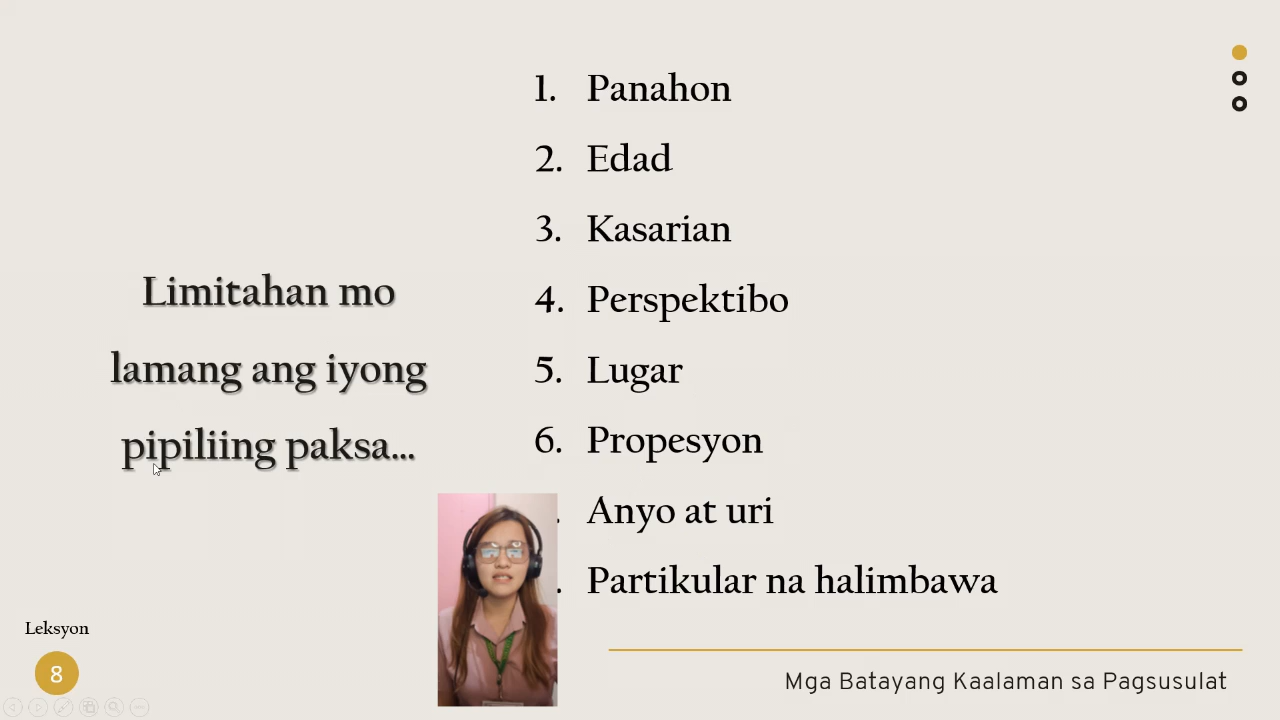 1. Panahon
2. Edad
3. Kasarian
4. Perspektibo
5. Lugar
6. Propesyon
. Anyo at uri
. Partikular na halimbawa
Limitahan mo
lamang ang iyong
pipiliing paksa...
Leksyon
8
Mga Batayang Kaalaman sa Pagsusulat